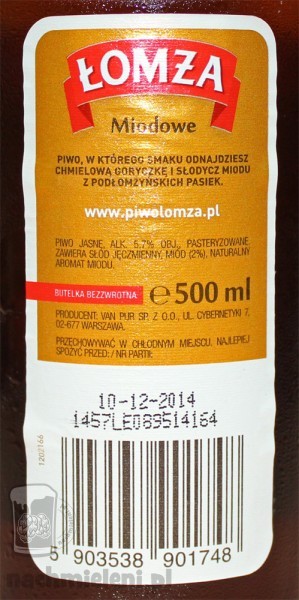 ŁOMŻA
Miodowe
PIWO, W KTÓREGO SMAKU ODNAJDZIESZ
CHMIELOWĄ GORYCZKĘ I SŁODYCZ MIODU
Z PODŁOMŻYŃSKICH PASIEK.
www.piwolomza.pl
PIWO JASNE, ALK. 5,7% OBJ., PASTERYZOWANE.
ZAWIERA SŁÓD JĘCZMIENNY, MIÓD (2%), NATURALNY
AROMAT MIODU.
BUTELKA BEZZWROTNA: ℮ 500 ml
PRODUCENT: VAN PUR SP. Z O.O., UL. CYBERNETYKI 7,
02-677 WARSZAWA.
PRZECHOWYWAĆ W CHŁODNYM MIEJSCU. NAJLEPIEJ
SPOŻYĆ PRZED: / NR PARTII:
10-12-2014
1457LE089514164
1207166
5 903538 901748
nachmieleni.pl